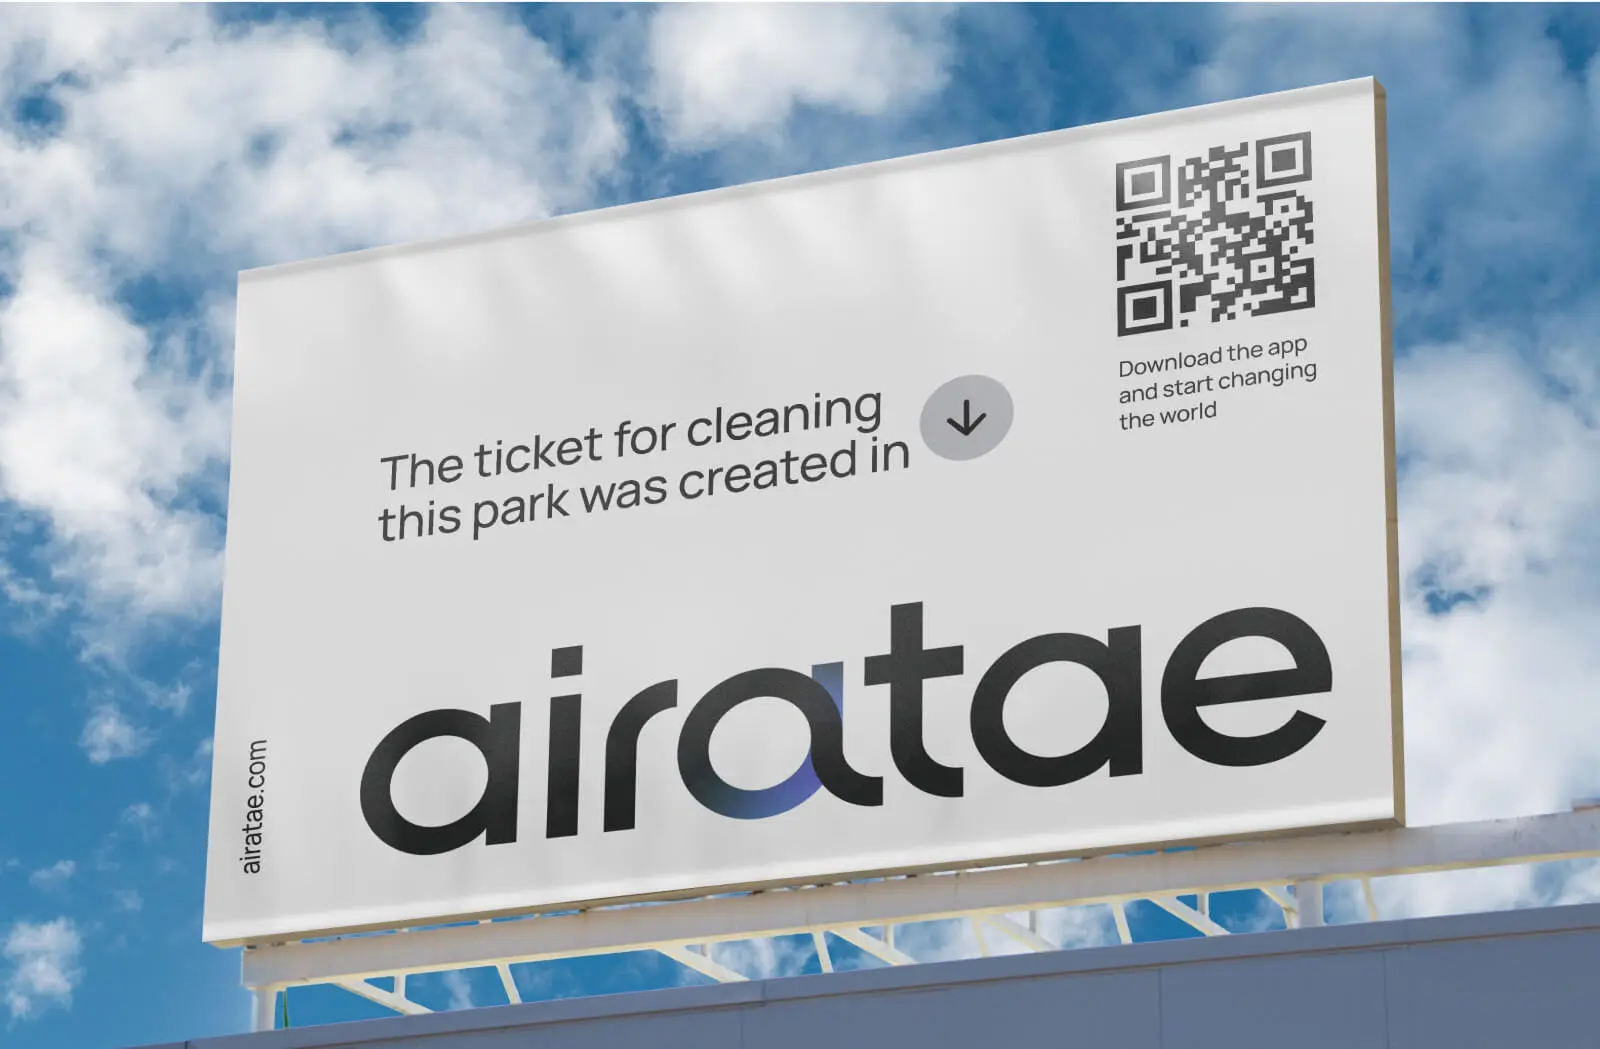 The ticket for cleaning
this park was created in
Download the app
and start changing
the world
airatae
airatae.com